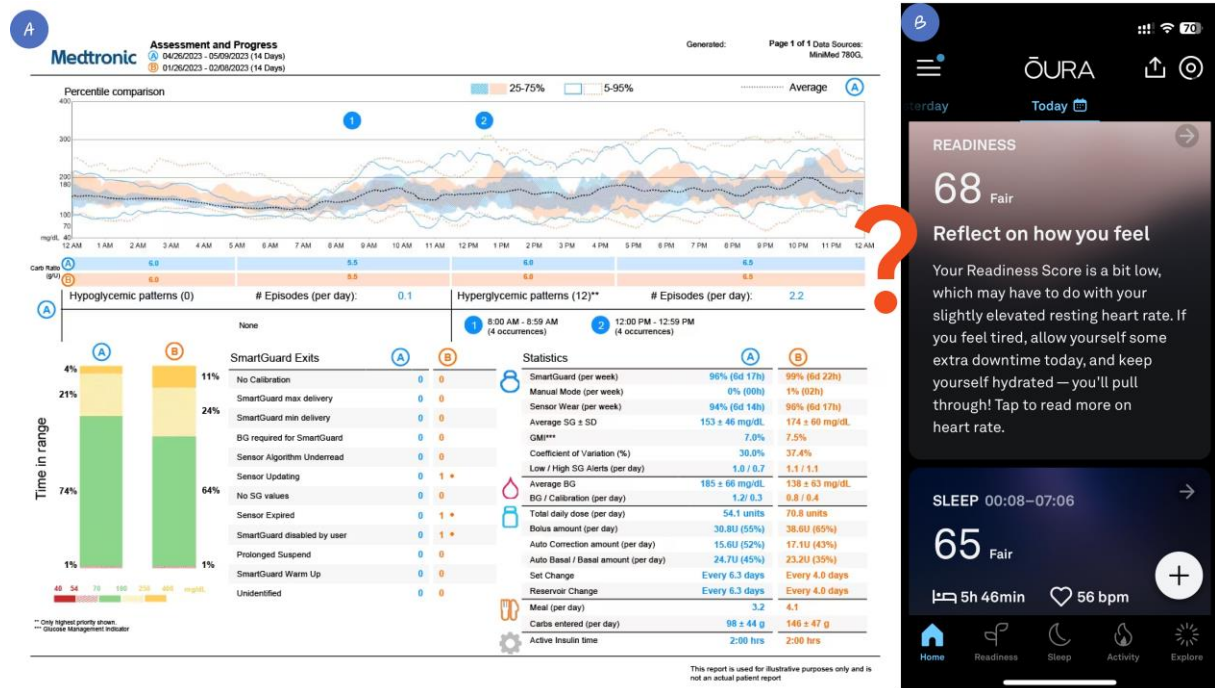 A
Medtronic
Assessment and Progress
A 04/26/2023 - 05/09/2023 (14 Days)
B 01/26/2023 - 02/08/2023 (14 Days)
Generated:
Page 1 of 1 Data Sources:
MiniMed 780G,
Percentile comparison
25-75%
5-95%
Average
A
400
300
200
180
100
70
40
mg/dL
1
2
12 AM 1 AM 2 AM 3 AM 4 AM 5 AM 6 AM 7 AM 8 AM 9 AM 10 AM 11 AM 12 PM 1 PM 2 PM 3 PM 4 PM 5 PM 6 PM 7 PM 8 PM 9 PM 10 PM 11 PM 12 AM
Carb Ratio
(g/U)
A 6.0 5.5 6.0 6.5
B 6.0 5.5 6.0 6.5
A
Hypoglycemic patterns (0) # Episodes (per day): 0.1
Hyperglycemic patterns (12)** # Episodes (per day): 2.2
None
1 8:00 AM - 8:59 AM
(4 occurrences)
2 12:00 PM - 12:59 PM
(4 occurrences)
Time in range
A B
4%
21%
74%
1%
11%
24%
64%
1%
40 54 70 180 250 400 mg/dL
** Only highest priority shown.
*** Glucose Management Indicator
SmartGuard Exits A B
No Calibration 0 0
SmartGuard max delivery 0 0
SmartGuard min delivery 0 0
BG required for SmartGuard 0 0
Sensor Algorithm Underread 0 0
Sensor Updating 0 1
No SG values 0 0
Sensor Expired 0 1
SmartGuard disabled by user 0 1
Prolonged Suspend 0 0
SmartGuard Warm Up 0 0
Unidentified 0 0
Statistics A B
SmartGuard (per week) 96% (6d 17h) 99% (6d 22h)
Manual Mode (per week) 0% (00h) 1% (02h)
Sensor Wear (per week) 94% (6d 14h) 96% (6d 17h)
Average SG ± SD 153 ± 46 mg/dL 174 ± 60 mg/dL
GMI*** 7.0% 7.5%
Coefficient of Variation (%) 30.0% 37.4%
Low / High SG Alerts (per day) 1.0 / 0.7 1.1 / 1.1
Average BG 185 ± 66 mg/dL 138 ± 63 mg/dL
BG / Calibration (per day) 1.2/ 0.3 0.8 / 0.4
Total daily dose (per day) 54.1 units 70.8 units
Bolus amount (per day) 30.8U (55%) 38.6U (65%)
Auto Correction amount (per day) 15.6U (52%) 17.1U (43%)
Auto Basal / Basal amount (per day) 24.7U (45%) 23.2U (35%)
Set Change Every 6.3 days Every 4.0 days
Reservoir Change Every 6.3 days Every 4.0 days
Meal (per day) 3.2 4.1
Carbs entered (per day) 98 ± 44 g 146 ± 47 g
Active Insulin time 2:00 hrs 2:00 hrs
This report is used for illustrative purposes only and is
not an actual patient report
?
B
70
ŌURA
terday
Today
READINESS
68 Fair
Reflect on how you feel
Your Readiness Score is a bit low,
which may have to do with your
slightly elevated resting heart rate. If
you feel tired, allow yourself some
extra downtime today, and keep
yourself hydrated — you'll pull
through! Tap to read more on
heart rate.
SLEEP 00:08–07:06
65 Fair
5h 46min 56 bpm
+
Home Readiness Sleep Activity Explore